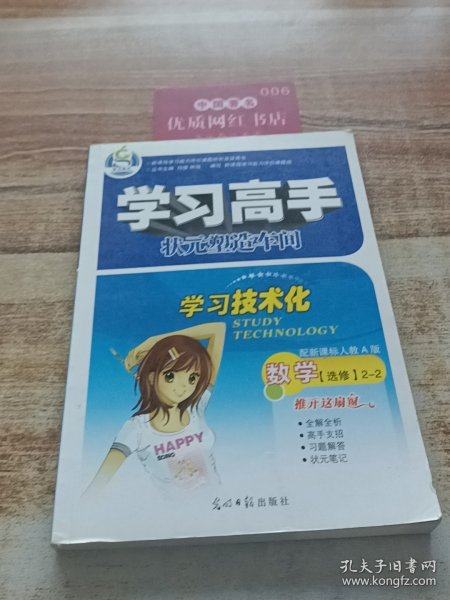 006
中国著名
优质网红书店
学习高手
状元塑造车间
学习技术化
STUDY
TECHNOLOGY
配新课标人教A版
数学【选修】2-2
推开这扇窗
·全解全析
·高手支招
·习题解答
·状元笔记
HAPPY
SONG
光明日报出版社
孔夫子旧书网
www.kongfz.com